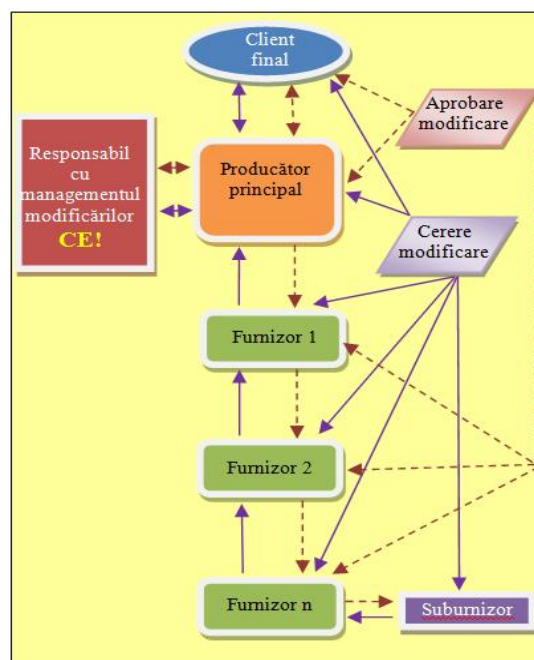 Client
final
Aprobare
modificare
Responsabil
cu
managementul
modificărilor
CE!
Producător
principal
Cerere
modificare
Furnizor 1
Furnizor 2
Furnizor n
Suburnizor